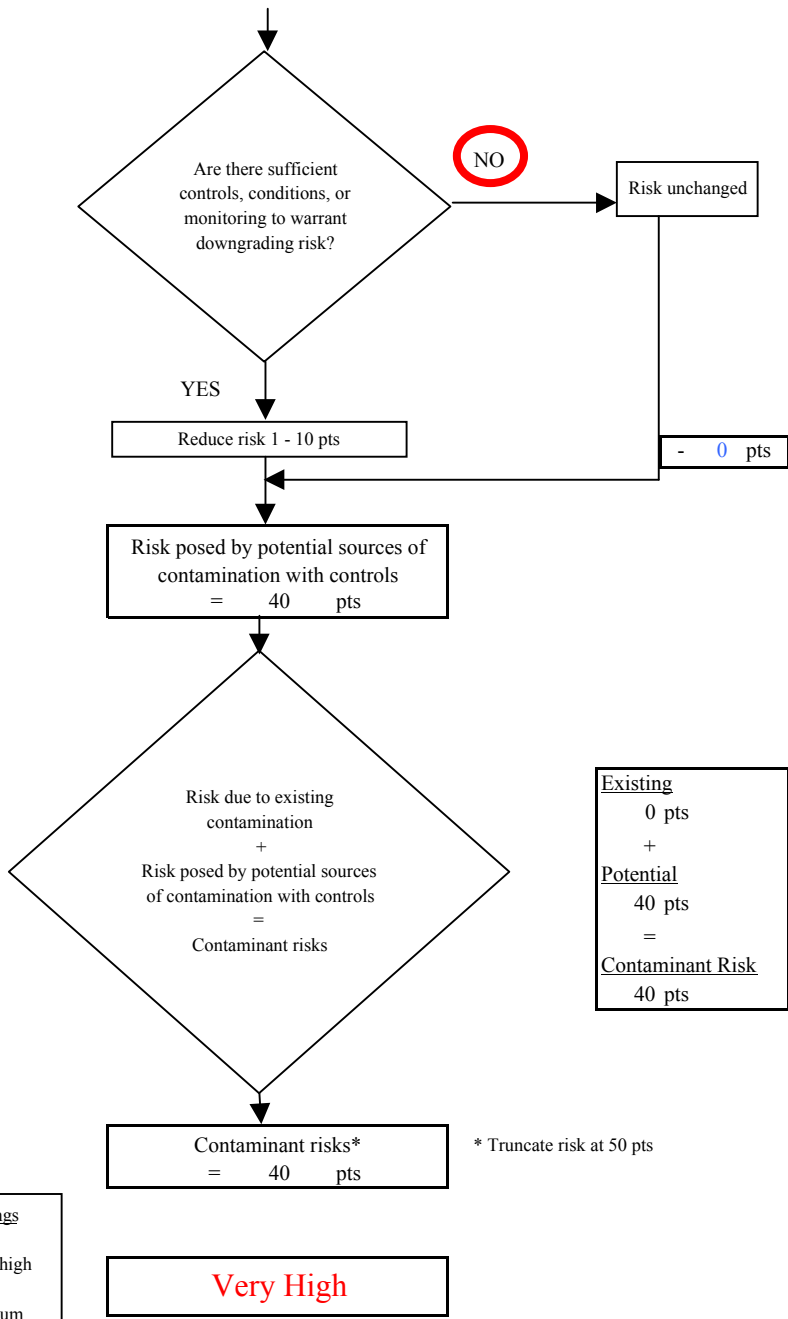 Are there sufficient
controls, conditions, or
monitoring to warrant
downgrading risk?
NO
Risk unchanged
YES
Reduce risk 1 - 10 pts
- 0 pts
Risk posed by potential sources of
contamination with controls
= 40 pts
Risk due to existing
contamination
+
Risk posed by potential sources
of contamination with controls
=
Contaminant risks
Existing
0 pts
+
Potential
40 pts
=
Contaminant Risk
40 pts
Contaminant risks*
= 40 pts
* Truncate risk at 50 pts
high
Very High